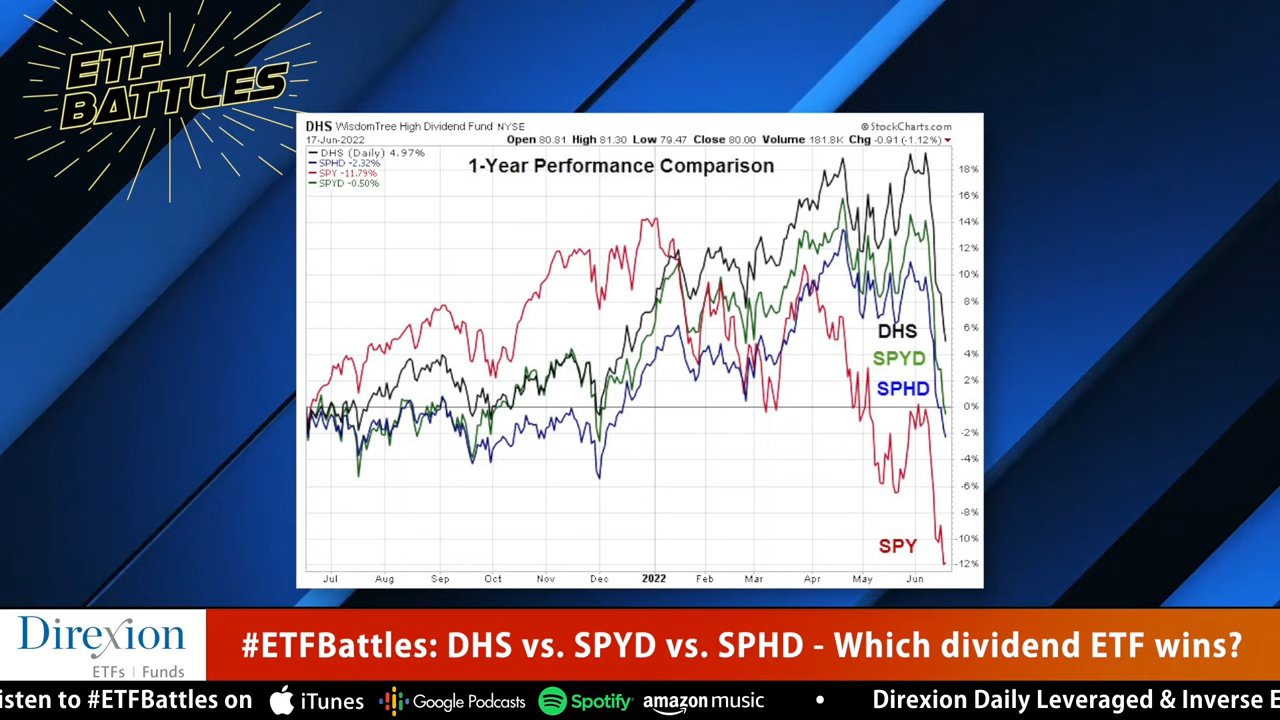 ETF
BATTLES
DHS WisdomTree High Dividend Fund NYSE
© StockCharts.com
17-Jun-2022
Open 80.81 High 81.30 Low 79.47 Close 80.00 Volume 181.8K Chg -0.91 (-1.12%)
DHS (Daily) 4.97%
SPHD -2.32%
SPY -11.79%
SPYD -0.50%
1-Year Performance Comparison
18%
16%
14%
12%
10%
8%
6%
4%
2%
0%
-2%
-4%
-6%
-8%
-10%
-12%
DHS
SPYD
SPHD
SPY
Jul Aug Sep Oct Nov Dec 2022 Feb Mar Apr May Jun
Direxion
ETFs | Funds
#ETFBattles: DHS vs. SPYD vs. SPHD - Which dividend ETF wins?
isten to #ETFBattles on iTunes Google Podcasts Spotify amazon music • Direxion Daily Leveraged & Inverse E